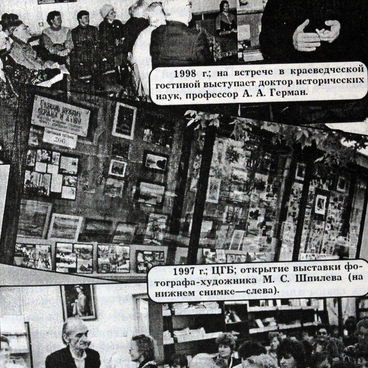 1998 г.; на встрече в краеведческой
гостиной выступает доктор исторических
наук, профессор А. А. Герман.
1997 г.; ЦГБ; открытие выставки фо-
тографа-художника М. С. Шпилева (на
нижнем снимке—слева).